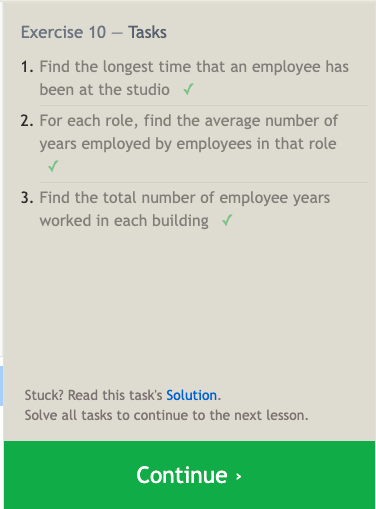 Exercise 10 — Tasks
1. Find the longest time that an employee has
been at the studio ✓
2. For each role, find the average number of
years employed by employees in that role
✓
3. Find the total number of employee years
worked in each building ✓
Stuck? Read this task's Solution.
Solve all tasks to continue to the next lesson.
Continue ›